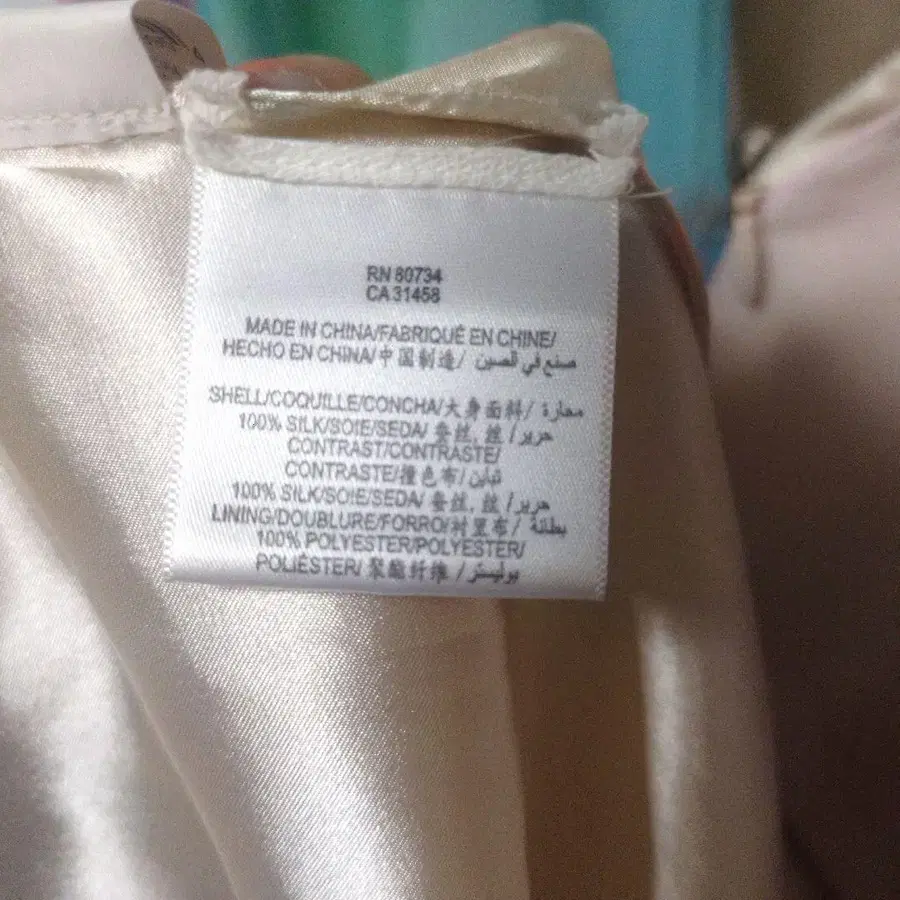 RN 80734
CA 31458
MADE IN CHINA/FABRIQUÉ EN CHINE/
HECHO EN CHINA/中国制造/ صنع في الصين
SHELL/COQUILLE/CONCHA/大身面料/ محارة
100% SILK/SOIE/SEDA/ 蚕丝, 丝/ حرير
CONTRAST/CONTRASTE/
CONTRASTE/撞色布/ تباين
100% SILK/SOIE/SEDA/ 蚕丝, 丝/ حرير
LINING/DOUBLURE/FORRO/衬里布/ بطانة
100% POLYESTER/POLYESTER/
POLIÉSTER/ 聚酯纤维 / بوليستر